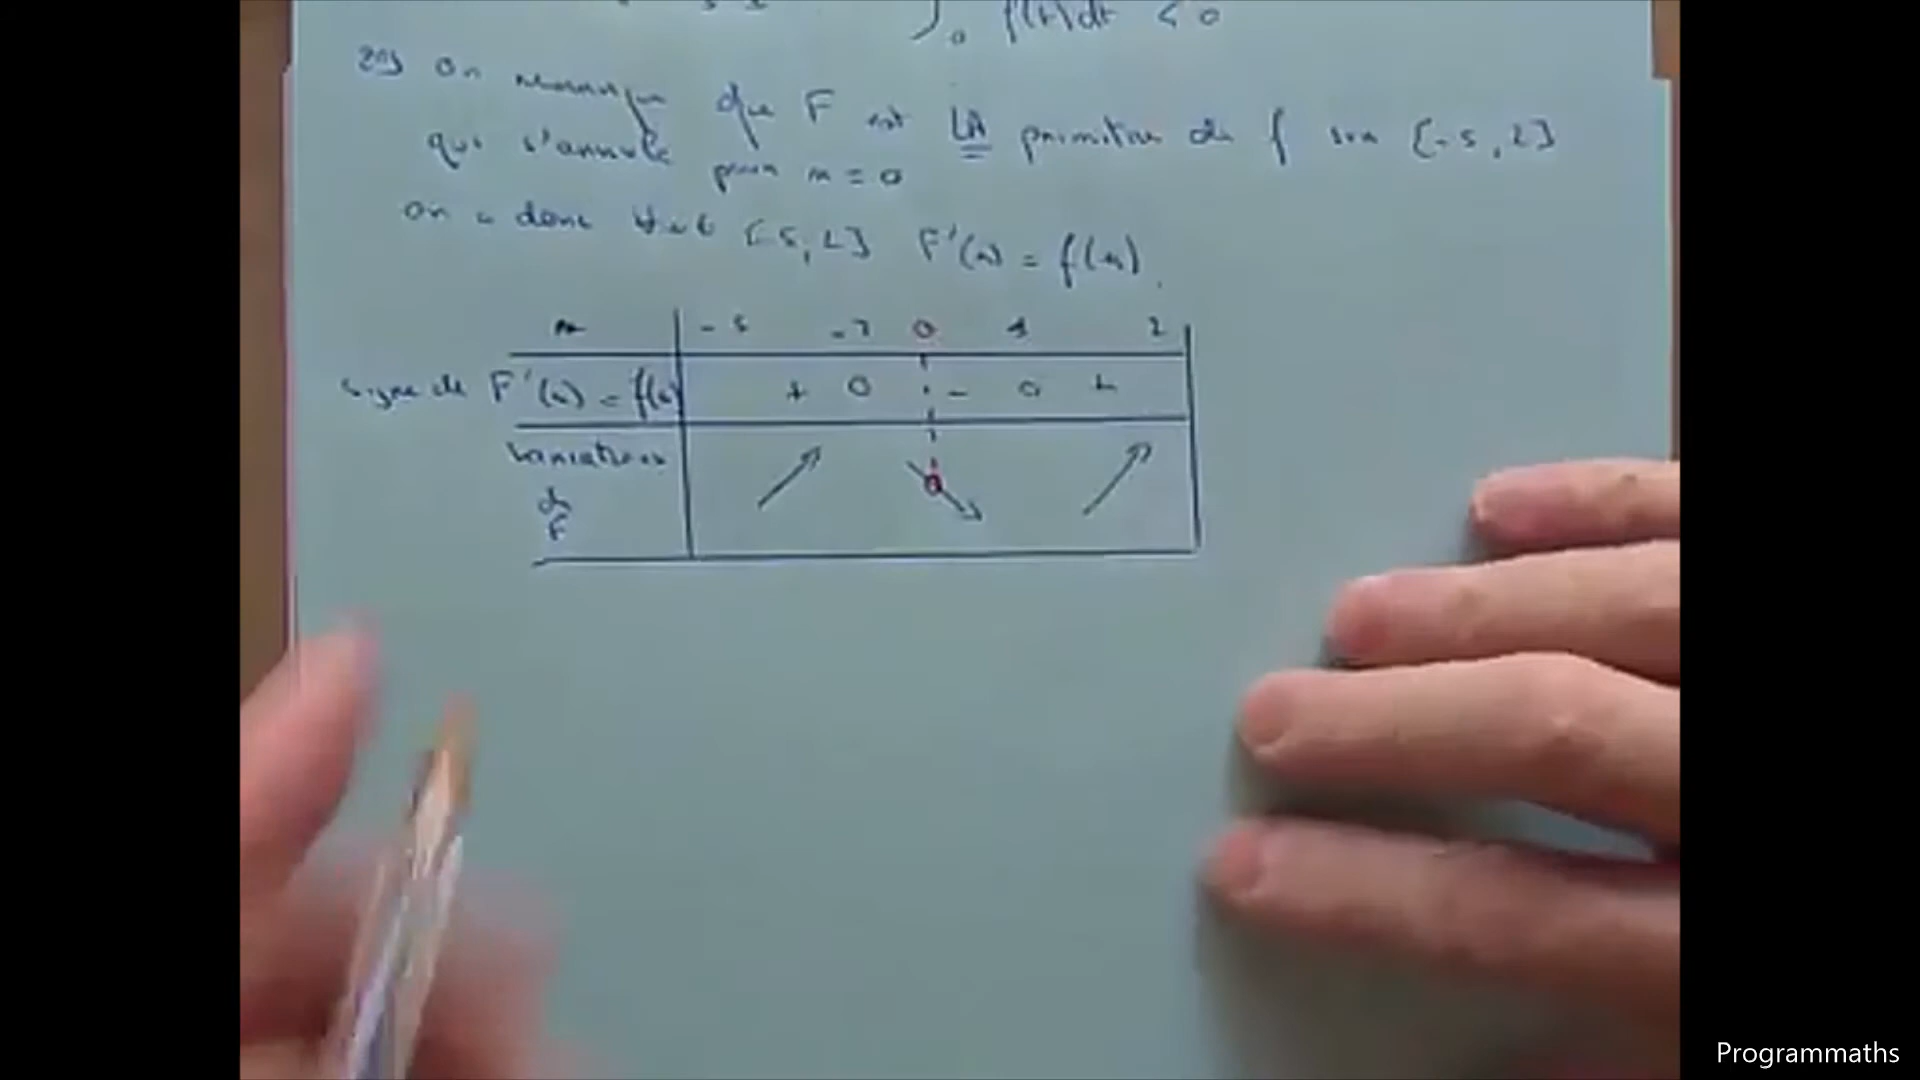 ∫₀ f(t)dt < 0
2°) On remarque que F est LA primitive de f sur [-5, 2]
qui s'annule pour x = 0
on a donc ∀x∈ [-5, 2] F'(x) = f(x).
x -5 -3 0 1 2
Signe de F'(x) = f(x) + 0 - 0 +
Variations ↗ ↘ ↗
0
de
F
Programmaths